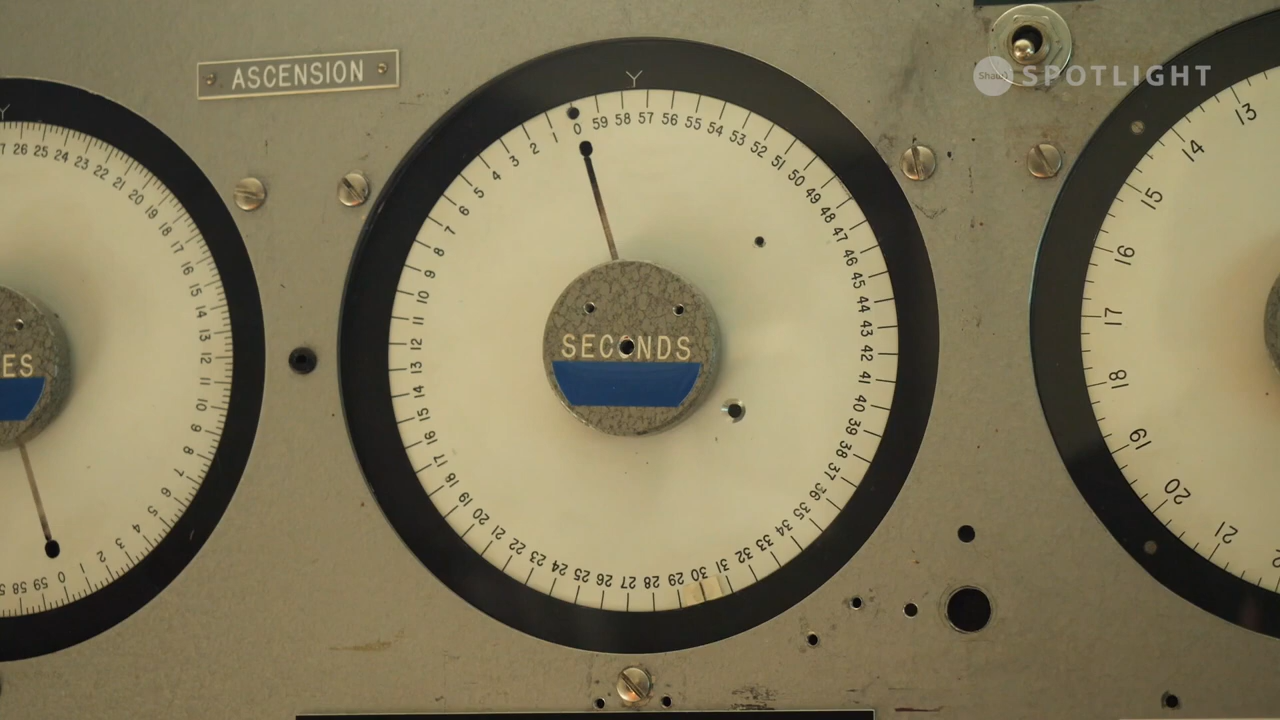 ASCENSION
Shaw)
SPOTLIGHT
Y
Y
26 25 24 23 22 21 20 19 18 17 16 15 14 13 12 11 10 9 8 7 6 5 4 3 2 1 0 59 58
ES
0 59 58 57 56 55 54 53 52 51 50 49 48 47 46 45 44 43 42 41 40 39 38 37 36 35 34 33 32 31 30 29 28 27 26 25 24 23 22 21 20 19 18 17 16 15 14 13 12 11 10 9 8 7 6 5 4 3 2 1
SECONDS
13 14 15 16 17 18 19 20 21